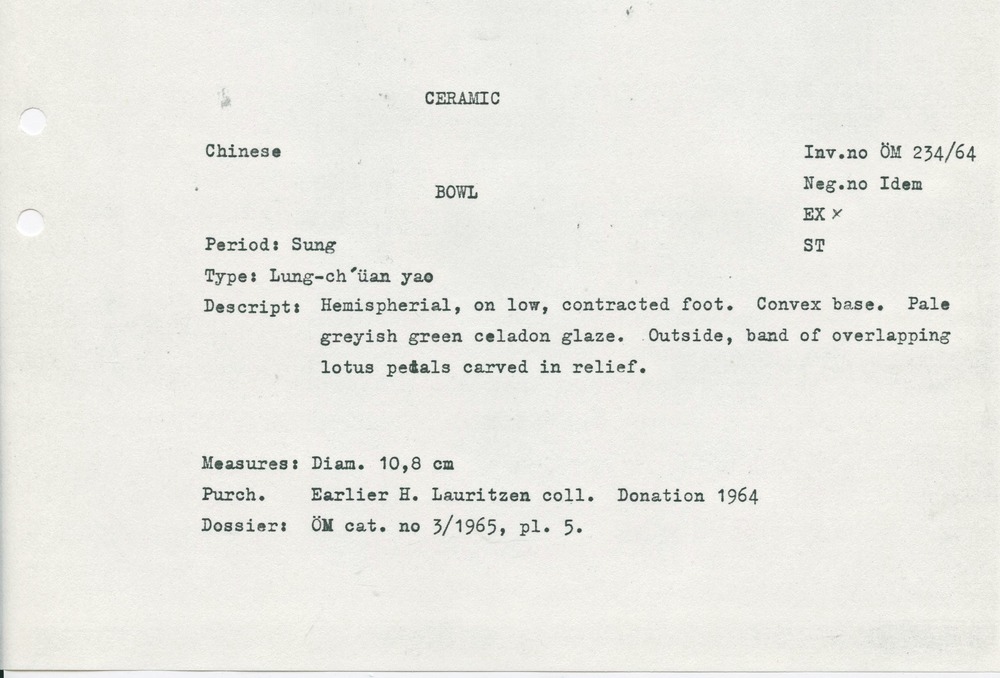 CERAMIC
Chinese
Inv.no ÖM 234/64
Neg.no Idem
BOWL
EX x
Period: Sung
ST
Type: Lung-ch'üan yao
Descript: Hemispherial, on low, contracted foot. Convex base. Pale
greyish green celadon glaze. Outside, band of overlapping
lotus petals carved in relief.
Measures: Diam. 10,8 cm
Purch. Earlier H. Lauritzen coll. Donation 1964
Dossier: ÖM cat. no 3/1965, pl. 5.